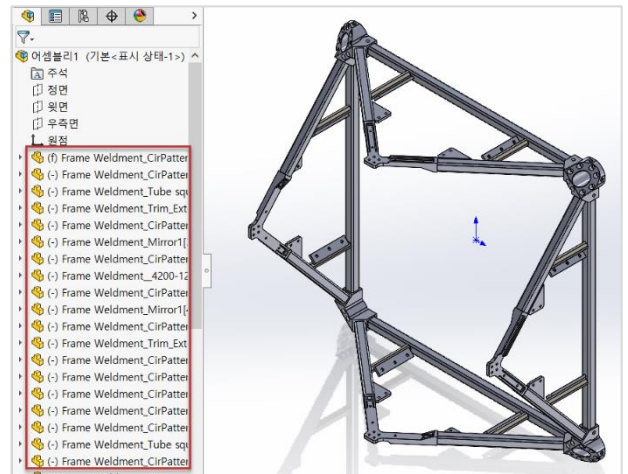 어셈블리1 (기본<표시 상태-1>)
주석
정면
윗면
우측면
원점
(f) Frame Weldment_CirPatter
(-) Frame Weldment_CirPatter
(-) Frame Weldment_Tube squ
(-) Frame Weldment_Trim_Ext
(-) Frame Weldment_CirPatter
(-) Frame Weldment_Mirror1[
(-) Frame Weldment_CirPatter
(-) Frame Weldment__4200-12
(-) Frame Weldment_CirPatter
(-) Frame Weldment_Mirror1[4
(-) Frame Weldment_CirPatter
(-) Frame Weldment_Trim_Ext
(-) Frame Weldment_CirPatter
(-) Frame Weldment_CirPatter
(-) Frame Weldment_CirPatter
(-) Frame Weldment_CirPatter
(-) Frame Weldment_CirPatter
(-) Frame Weldment_Tube squ
(-) Frame Weldment_CirPatter